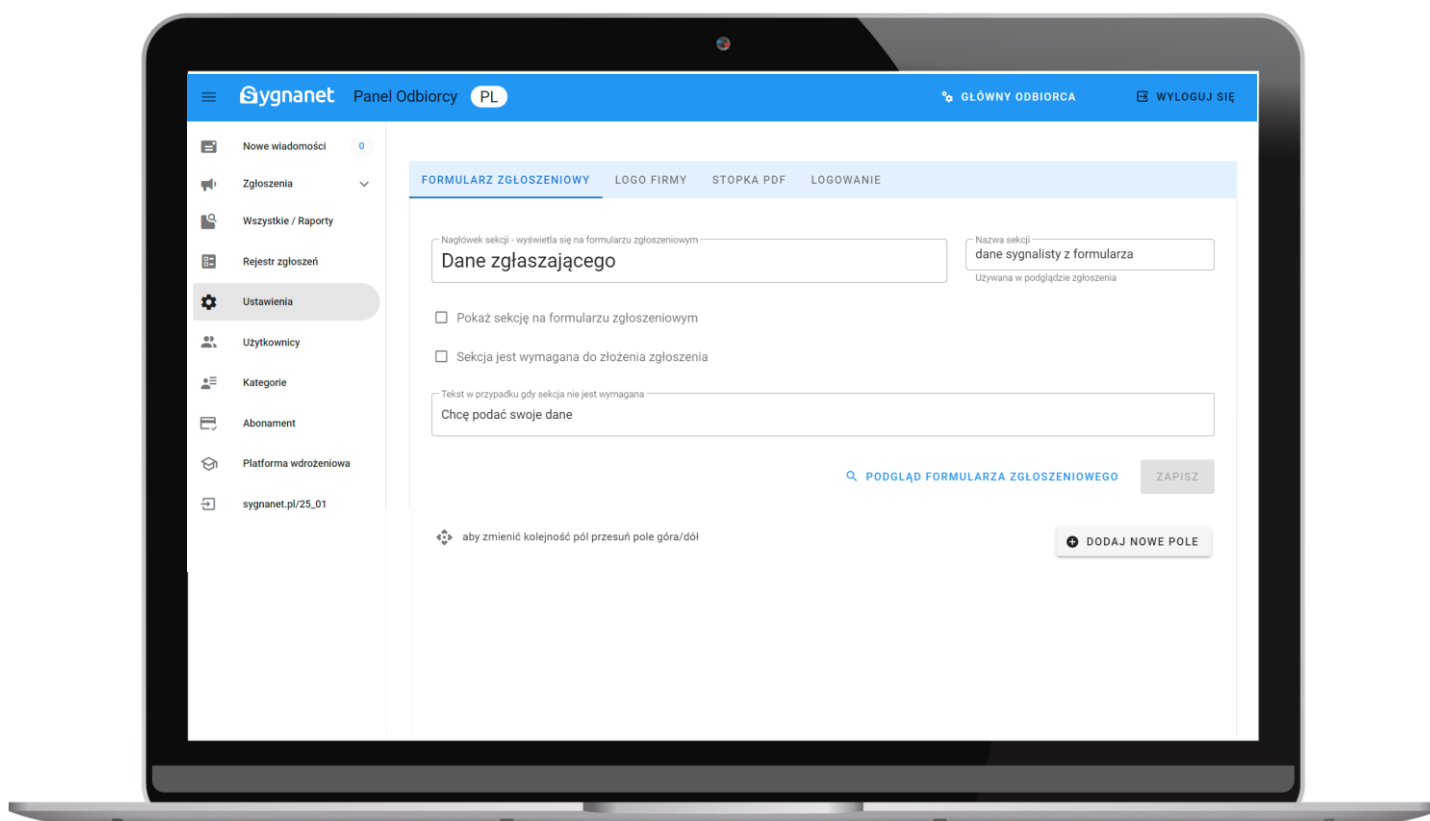 Sygnanet Panel Odbiorcy PL GŁÓWNY ODBIORCA WYLOGUJ SIĘ
Nowe wiadomości 0
Zgłoszenia
Wszystkie / Raporty
Rejestr zgłoszeń
Ustawienia
Użytkownicy
Kategorie
Abonament
Platforma wdrożeniowa
sygnanet.pl/25_01
FORMULARZ ZGŁOSZENIOWY LOGO FIRMY STOPKA PDF LOGOWANIE
Nagłówek sekcji - wyświetla się na formularzu zgłoszeniowym
Dane zgłaszającego
Nazwa sekcji
dane sygnalisty z formularza
Używana w podglądzie zgłoszenia
Pokaż sekcję na formularzu zgłoszeniowym
Sekcja jest wymagana do złożenia zgłoszenia
Tekst w przypadku gdy sekcja nie jest wymagana
Chcę podać swoje dane
PODGLĄD FORMULARZA ZGŁOSZENIOWEGO ZAPISZ
aby zmienić kolejność pól przesuń pole góra/dół
DODAJ NOWE POLE